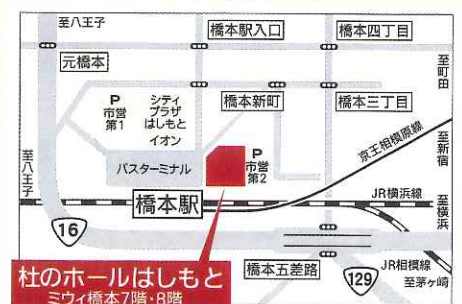 至八王子
橋本駅入口
橋本四丁目
元橋本
至町田
P
市営
第1
シティ
プラザ
はしもと
イオン
橋本新町
橋本三丁目
京王相模原線
至新宿
至八王子
バスターミナル
P
市営
第2
JR横浜線
至横浜
橋本駅
16
杜のホールはしもと
ミウィ橋本7階・8階
橋本五差路
129
JR相模線
至茅ヶ崎